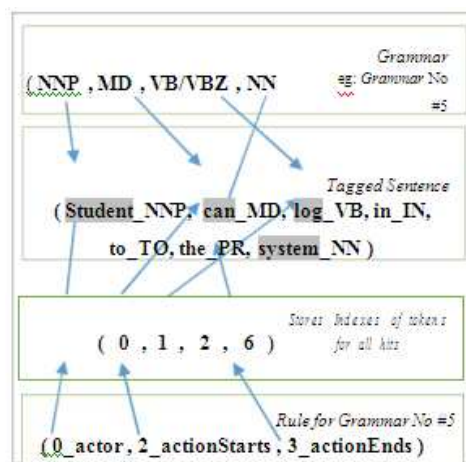 Grammar
( NNP , MD , VB/VBZ , NN
eg: Grammar No
#5
Tagged Sentence
( Student_NNP, can_MD, log_VB, in_IN,
to_TO, the_PR, system_NN )
Stores Indexes of tokens
for all hits
( 0 , 1 , 2 , 6 )
Rule for Grammar No #5
(0_actor , 2_actionStarts , 3_actionEnds )